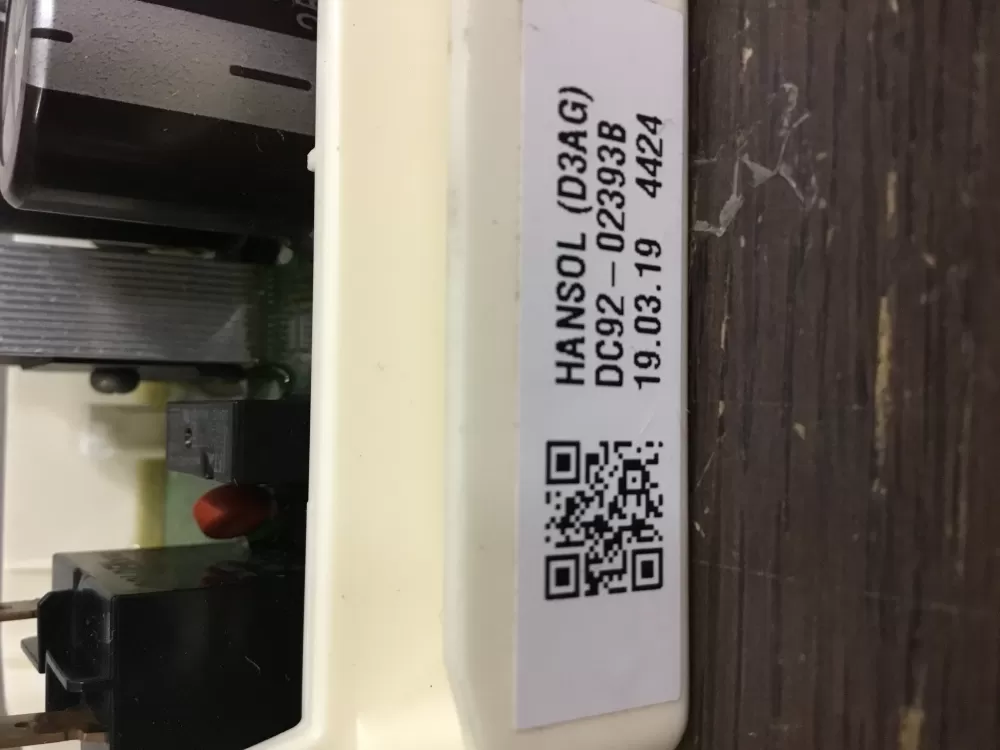 HANSOL (D3AG)
DC92-02393B
19.03.19 4424